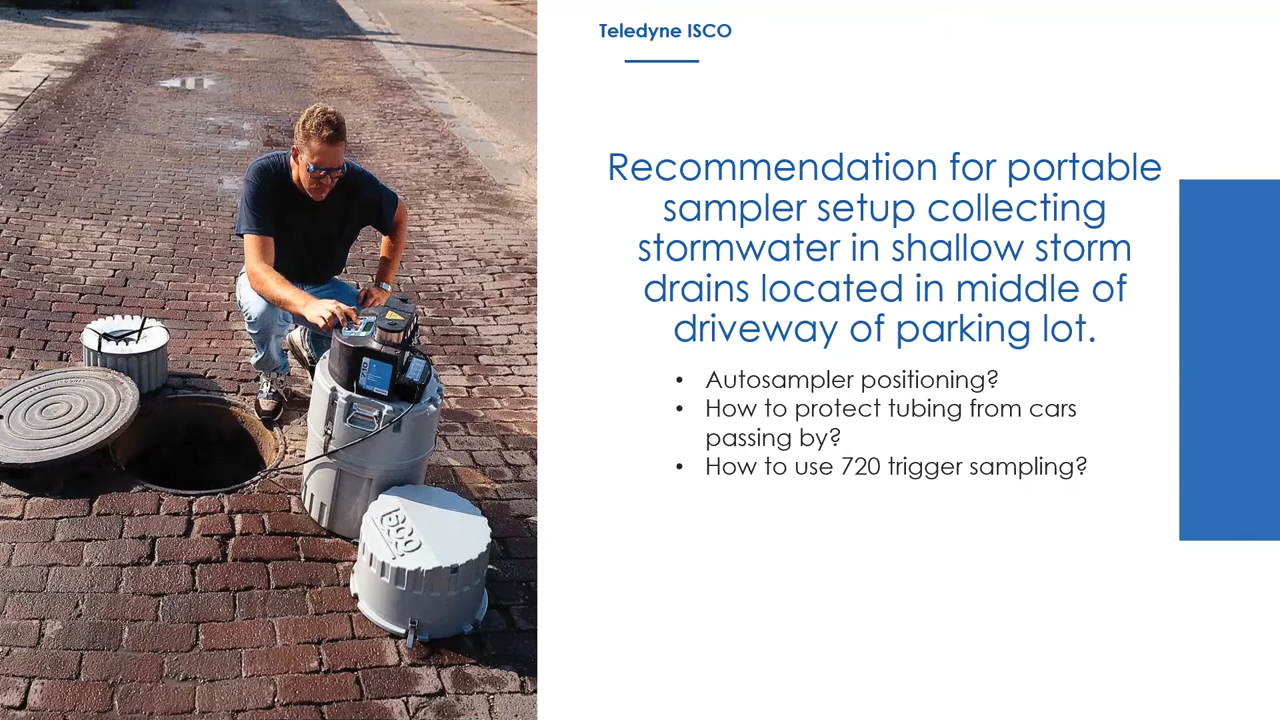 Teledyne ISCO
Recommendation for portable
sampler setup collecting
stormwater in shallow storm
drains located in middle of
driveway of parking lot.
• Autosampler positioning?
• How to protect tubing from cars
passing by?
• How to use 720 trigger sampling?
ISCO